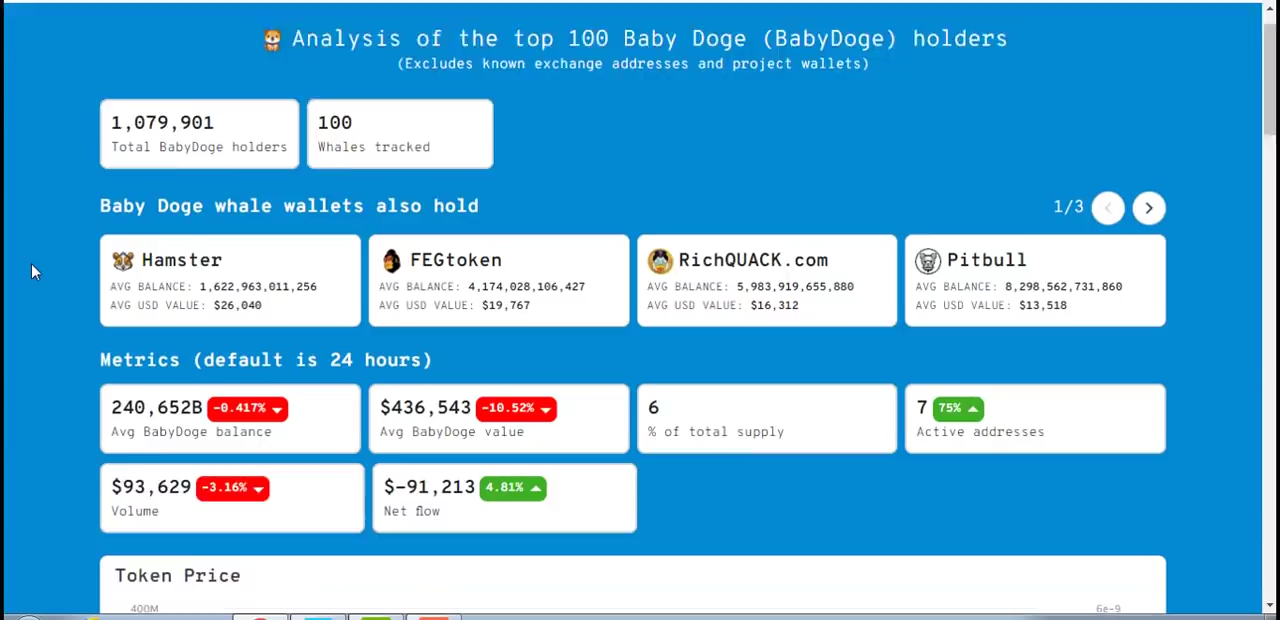 Analysis of the top 100 Baby Doge (BabyDoge) holders
(Excludes known exchange addresses and project wallets)
1,079,901
Total BabyDoge holders
100
Whales tracked
Baby Doge whale wallets also hold
1/3
Hamster
AVG BALANCE: 1,622,963,011,256
AVG USD VALUE: $26,040
FEGtoken
AVG BALANCE: 4,174,028,106,427
AVG USD VALUE: $19,767
RichQUACK.com
AVG BALANCE: 5,983,919,655,880
AVG USD VALUE: $16,312
Pitbull
AVG BALANCE: 8,298,562,731,860
AVG USD VALUE: $13,518
Metrics (default is 24 hours)
240,652B -0.417%
Avg BabyDoge balance
$436,543 -10.52%
Avg BabyDoge value
6
% of total supply
7 75%
Active addresses
$93,629 -3.16%
Volume
$-91,213 4.81%
Net flow
Token Price
400M
6e-9